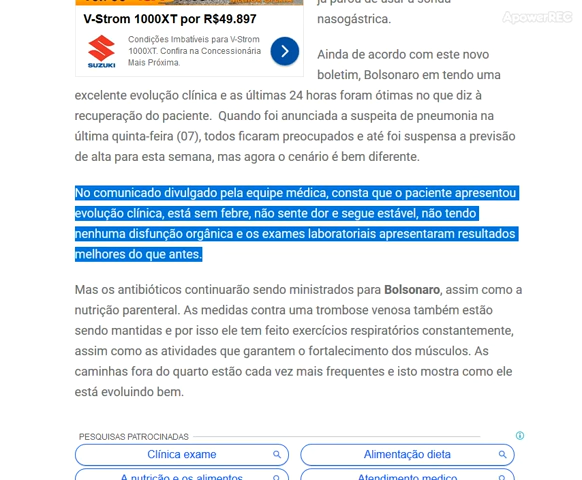 já parou de usar a sonda
ApowerREC
V-Strom 1000XT por R$49.897
nasogástrica.
Condições Imbatíveis para V-Strom
1000XT. Confira na Concessionária
Mais Próxima.
SUZUKI
Ainda de acordo com este novo
boletim, Bolsonaro em tendo uma
excelente evolução clínica e as últimas 24 horas foram ótimas no que diz à
recuperação do paciente. Quando foi anunciada a suspeita de pneumonia na
última quinta-feira (07), todos ficaram preocupados e até foi suspensa a previsão
de alta para esta semana, mas agora o cenário é bem diferente.
No comunicado divulgado pela equipe médica, consta que o paciente apresentou
evolução clínica, está sem febre, não sente dor e segue estável, não tendo
nenhuma disfunção orgânica e os exames laboratoriais apresentaram resultados
melhores do que antes.
Mas os antibióticos continuarão sendo ministrados para Bolsonaro, assim como a
nutrição parenteral. As medidas contra uma trombose venosa também estão
sendo mantidas e por isso ele tem feito exercícios respiratórios constantemente,
assim como as atividades que garantem o fortalecimento dos músculos. As
caminhas fora do quarto estão cada vez mais frequentes e isto mostra como ele
está evoluindo bem.
PESQUISAS PATROCINADAS
Clínica exame
Alimentação dieta
A nutrição e os alimentos
Atendimento medico